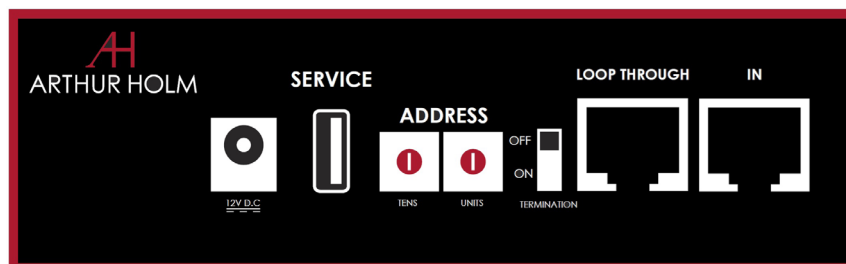 AH
ARTHUR HOLM
SERVICE
LOOP THROUGH
IN
ADDRESS
OFF
ON
12V D.C
TENS
UNITS
TERMINATION